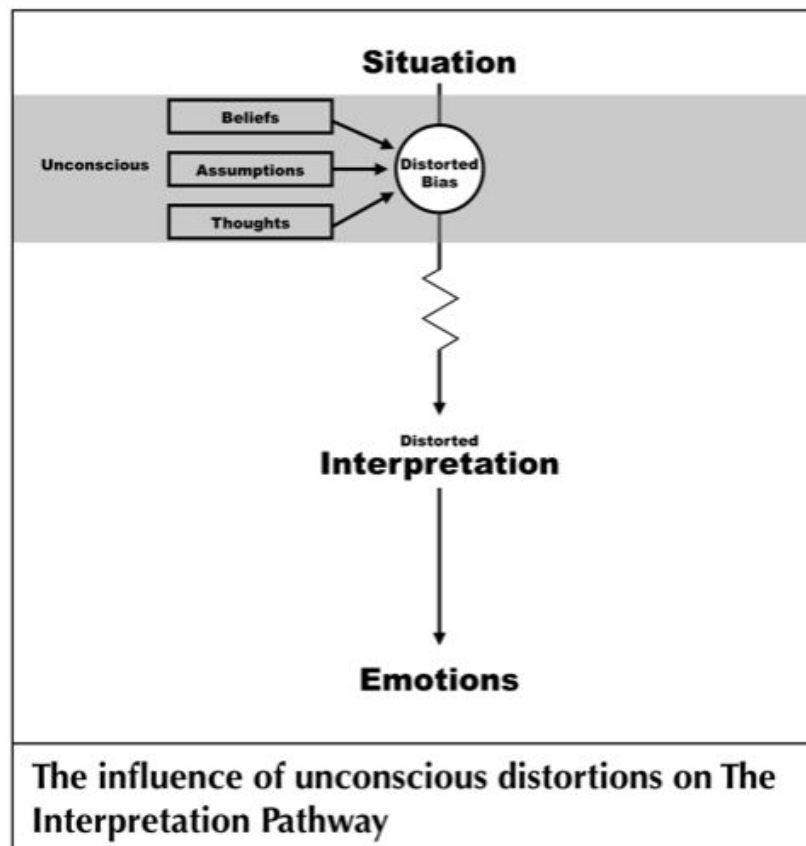 Situation
Beliefs
Unconscious
Assumptions
Distorted
Bias
Thoughts
Distorted
Interpretation
Emotions
The influence of unconscious distortions on The
Interpretation Pathway